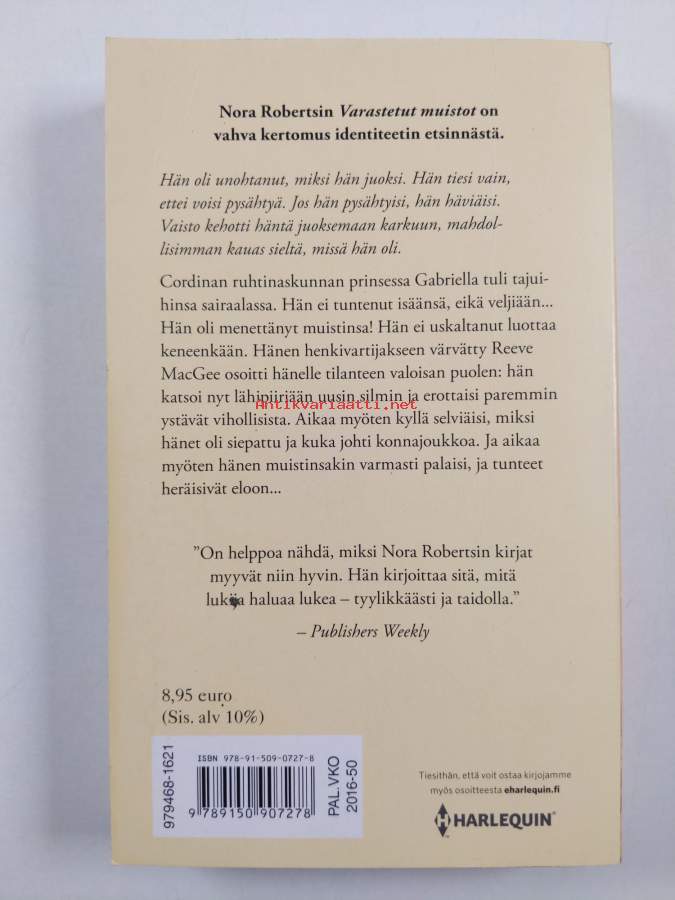 Nora Robertsin Varastetut muistot on
vahva kertomus identiteetin etsinnästä.
Hän oli unohtanut, miksi hän juoksi. Hän tiesi vain,
ettei voisi pysähtyä. Jos hän pysähtyisi, hän häviäisi.
Vaisto kehotti häntä juoksemaan karkuun, mahdol-
lisimman kauas sieltä, missä hän oli.
Cordinan ruhtinaskunnan prinsessa Gabriella tuli tajui-
hinsa sairaalassa. Hän ei tuntenut isäänsä, eikä veljiään...
Hän oli menettänyt muistinsa! Hän ei uskaltanut luottaa
keneenkään. Hänen henkivartijakseen värvätty Reeve
MacGee osoitti hänelle tilanteen valoisan puolen: hän
katsoi nyt lähipiirjään uusin silmin ja erottaisi paremmin
Antikvariaatti.net
ystävät vihollisista. Aikaa myöten kyllä selviäisi, miksi
hänet oli siepattu ja kuka johti konnajoukkoa. Ja aikaa
myöten hänen muistinsakin varmasti palaisi, ja tunteet
heräisivät eloon...
"On helppoa nähdä, miksi Nora Robertsin kirjat
myyvät niin hyvin. Hän kirjoittaa sitä, mitä
lukija haluaa lukea – tyylikkäästi ja taidolla."
– Publishers Weekly
8,95 euro
(Sis. alv 10%)
979468-1621
ISBN 978-91-509-0727-8
9 789150 907278
PAL.VKO
2016-50
Tiesithän, että voit ostaa kirjojamme
myös osoitteesta eharlequin.fi
HARLEQUIN®